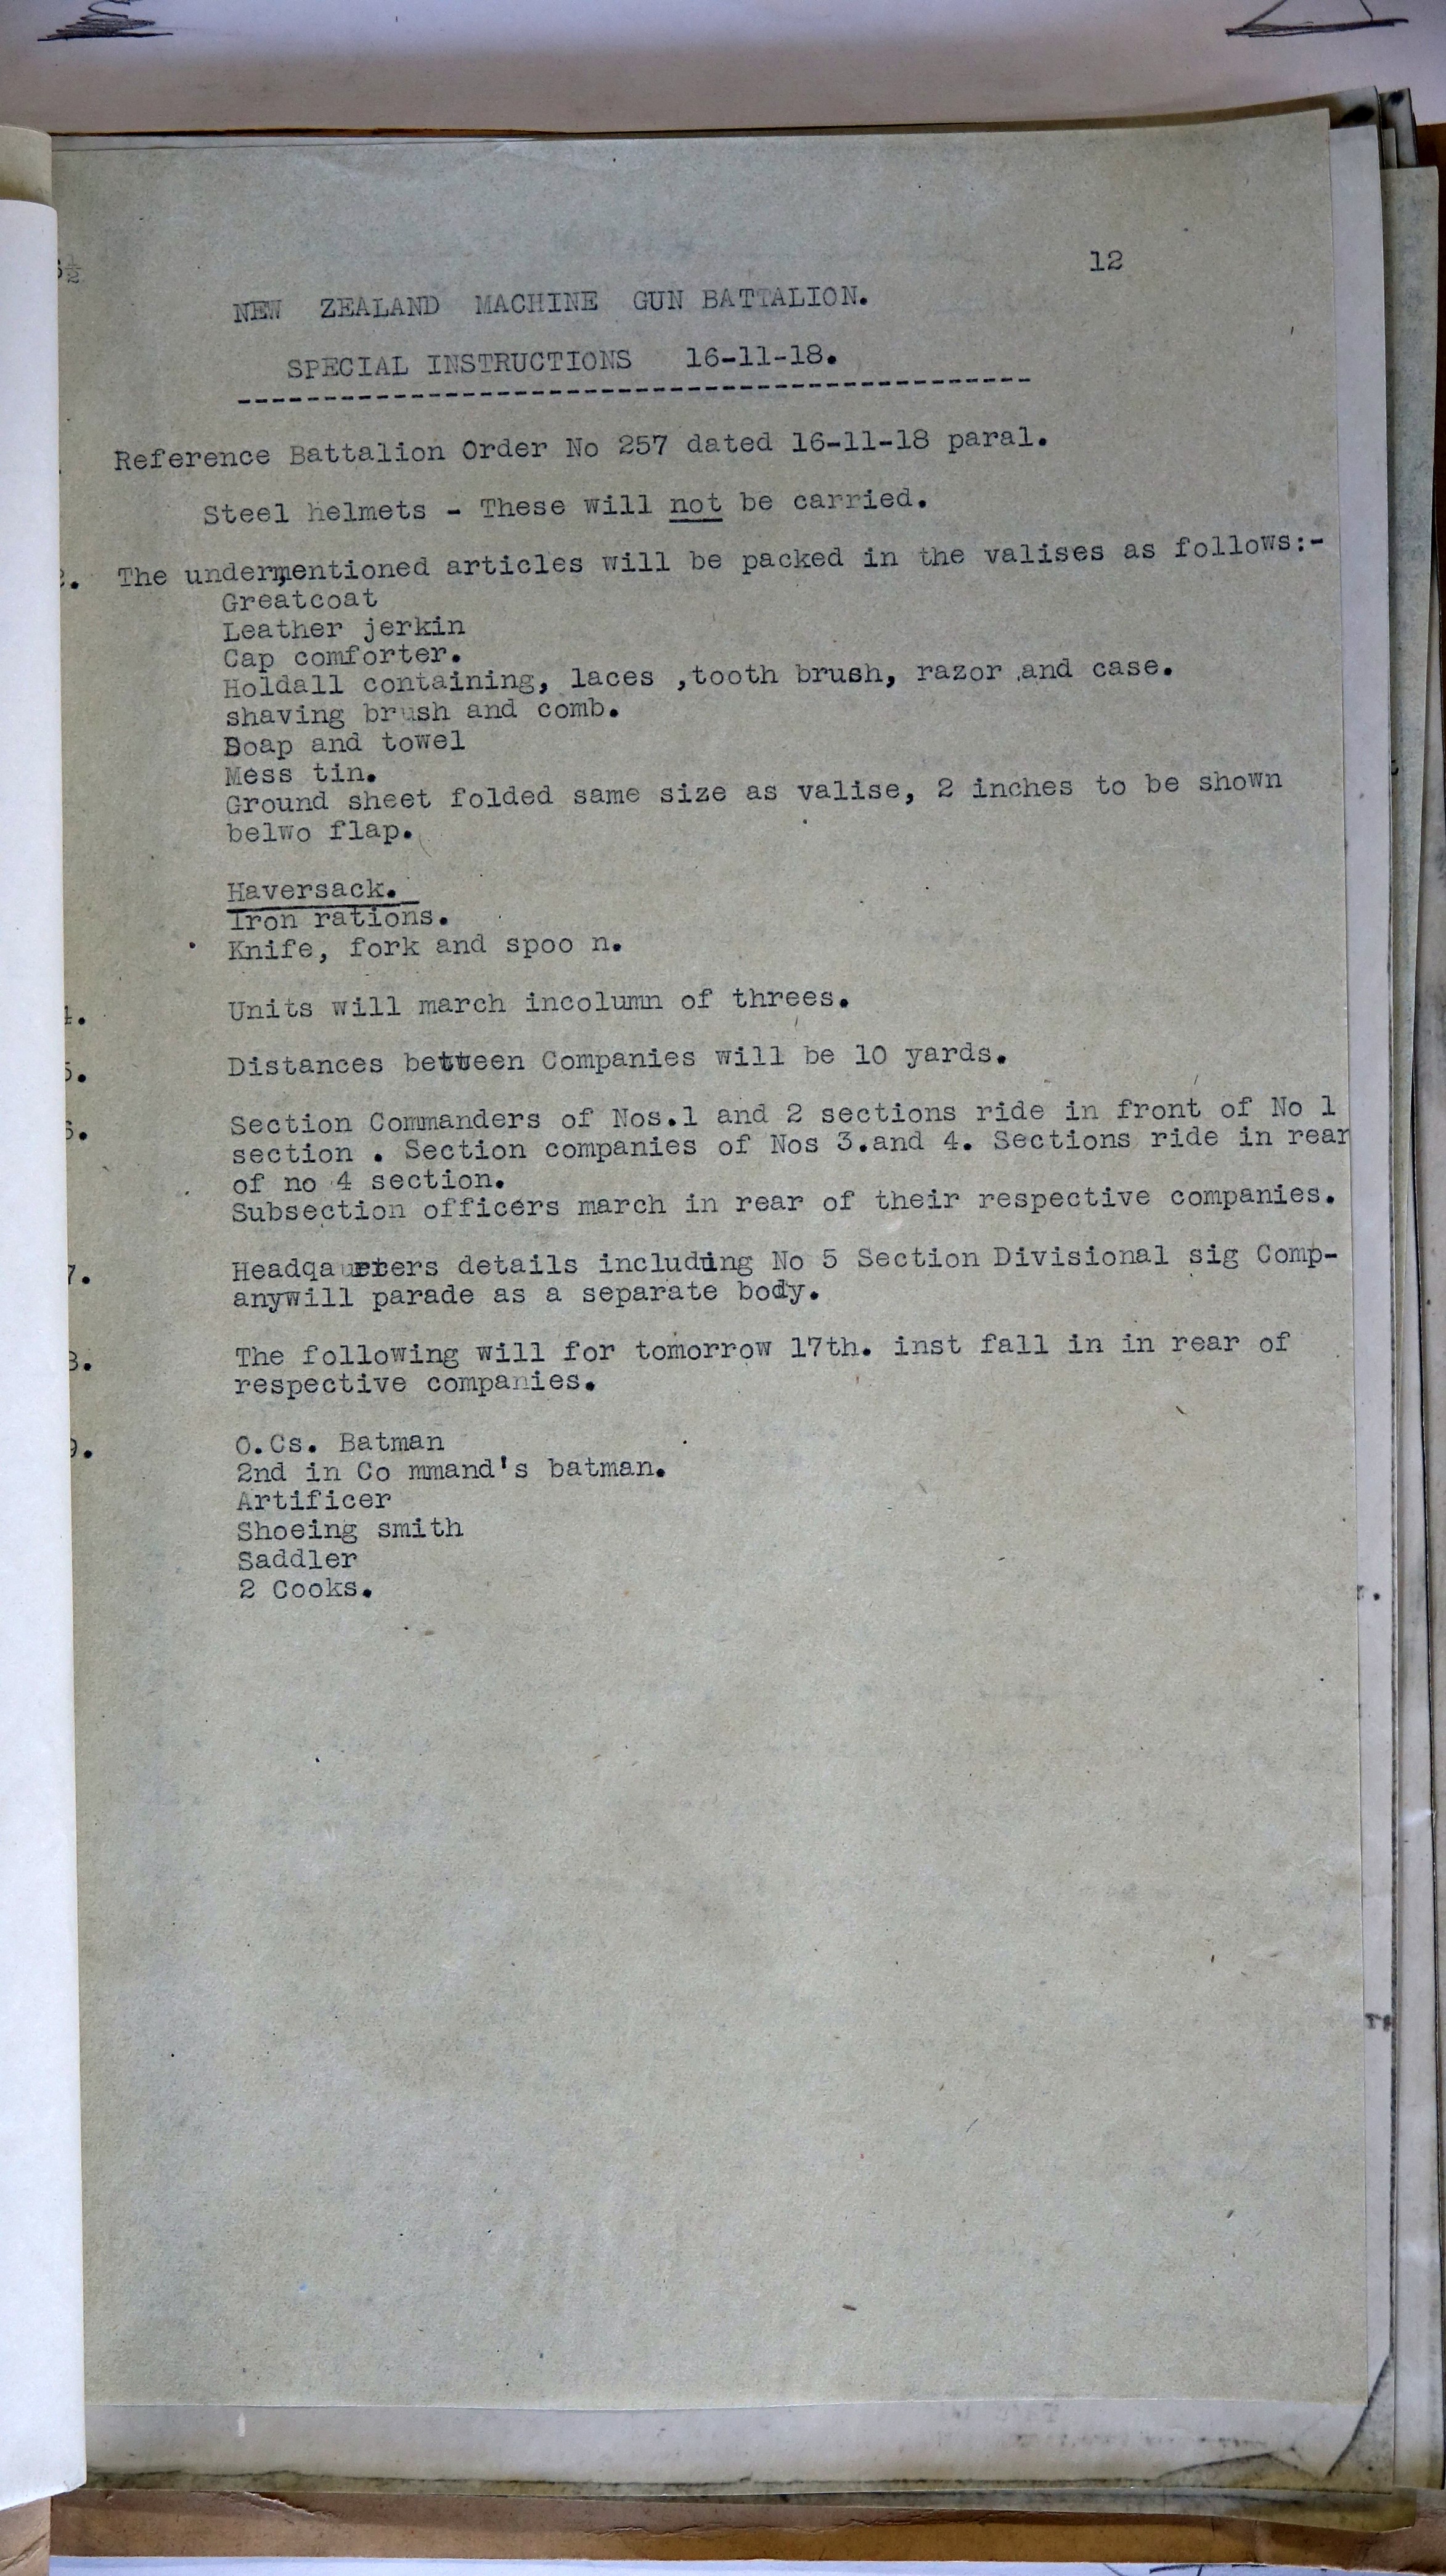 12
NEW ZEALAND MACHINE GUN BATTALION.
SPECIAL INSTRUCTIONS 16-11-18.
---------------------------------------------
Reference Battalion Order No 257 dated 16-11-18 paral.
Steel helmets - These will not be carried.
2. The undermentioned articles will be packed in the valises as follows:-
Greatcoat
Leather jerkin
Cap comforter.
Holdall containing, laces ,tooth brush, razor and case.
shaving brush and comb.
Soap and towel
Mess tin.
Ground sheet folded same size as valise, 2 inches to be shown
belwo flap.
Haversack.
Iron rations.
Knife, fork and spoo n.
4. Units will march incolumn of threes.
5. Distances between Companies will be 10 yards.
6. Section Commanders of Nos.1 and 2 sections ride in front of No 1
section . Section companies of Nos 3.and 4. Sections ride in rear
of no 4 section.
Subsection officers march in rear of their respective companies.
7. Headqaurters details including No 5 Section Divisional sig Comp-
anywill parade as a separate body.
8. The following will for tomorrow 17th. inst fall in in rear of
respective companies.
9. O.Cs. Batman
2nd in Co mmand's batman.
Artificer
Shoeing smith
Saddler
2 Cooks.